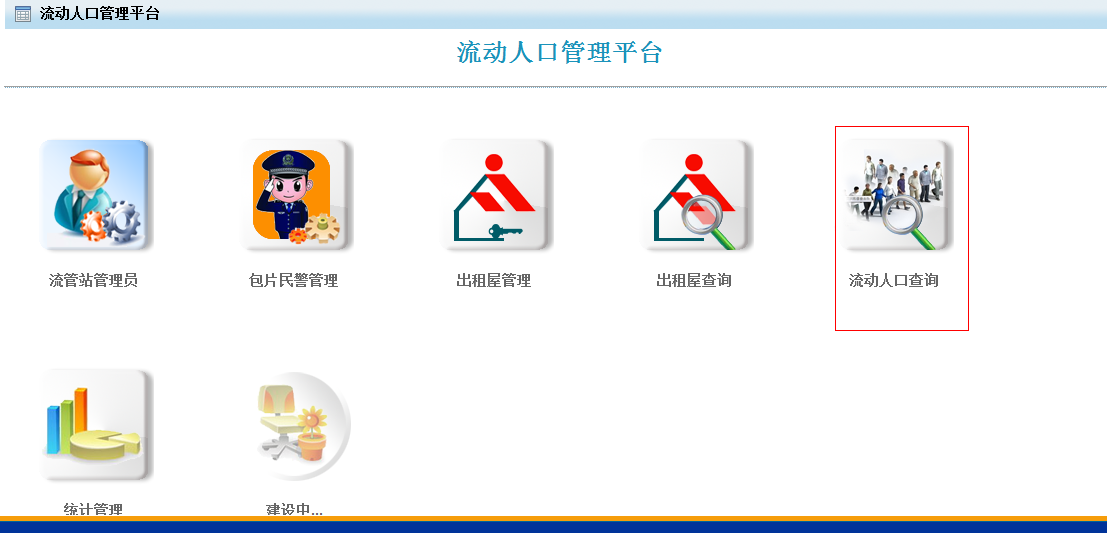 流动人口管理平台
流动人口管理平台
流管站管理员
包片民警管理
出租屋管理
出租屋查询
流动人口查询
统计管理
建设中...